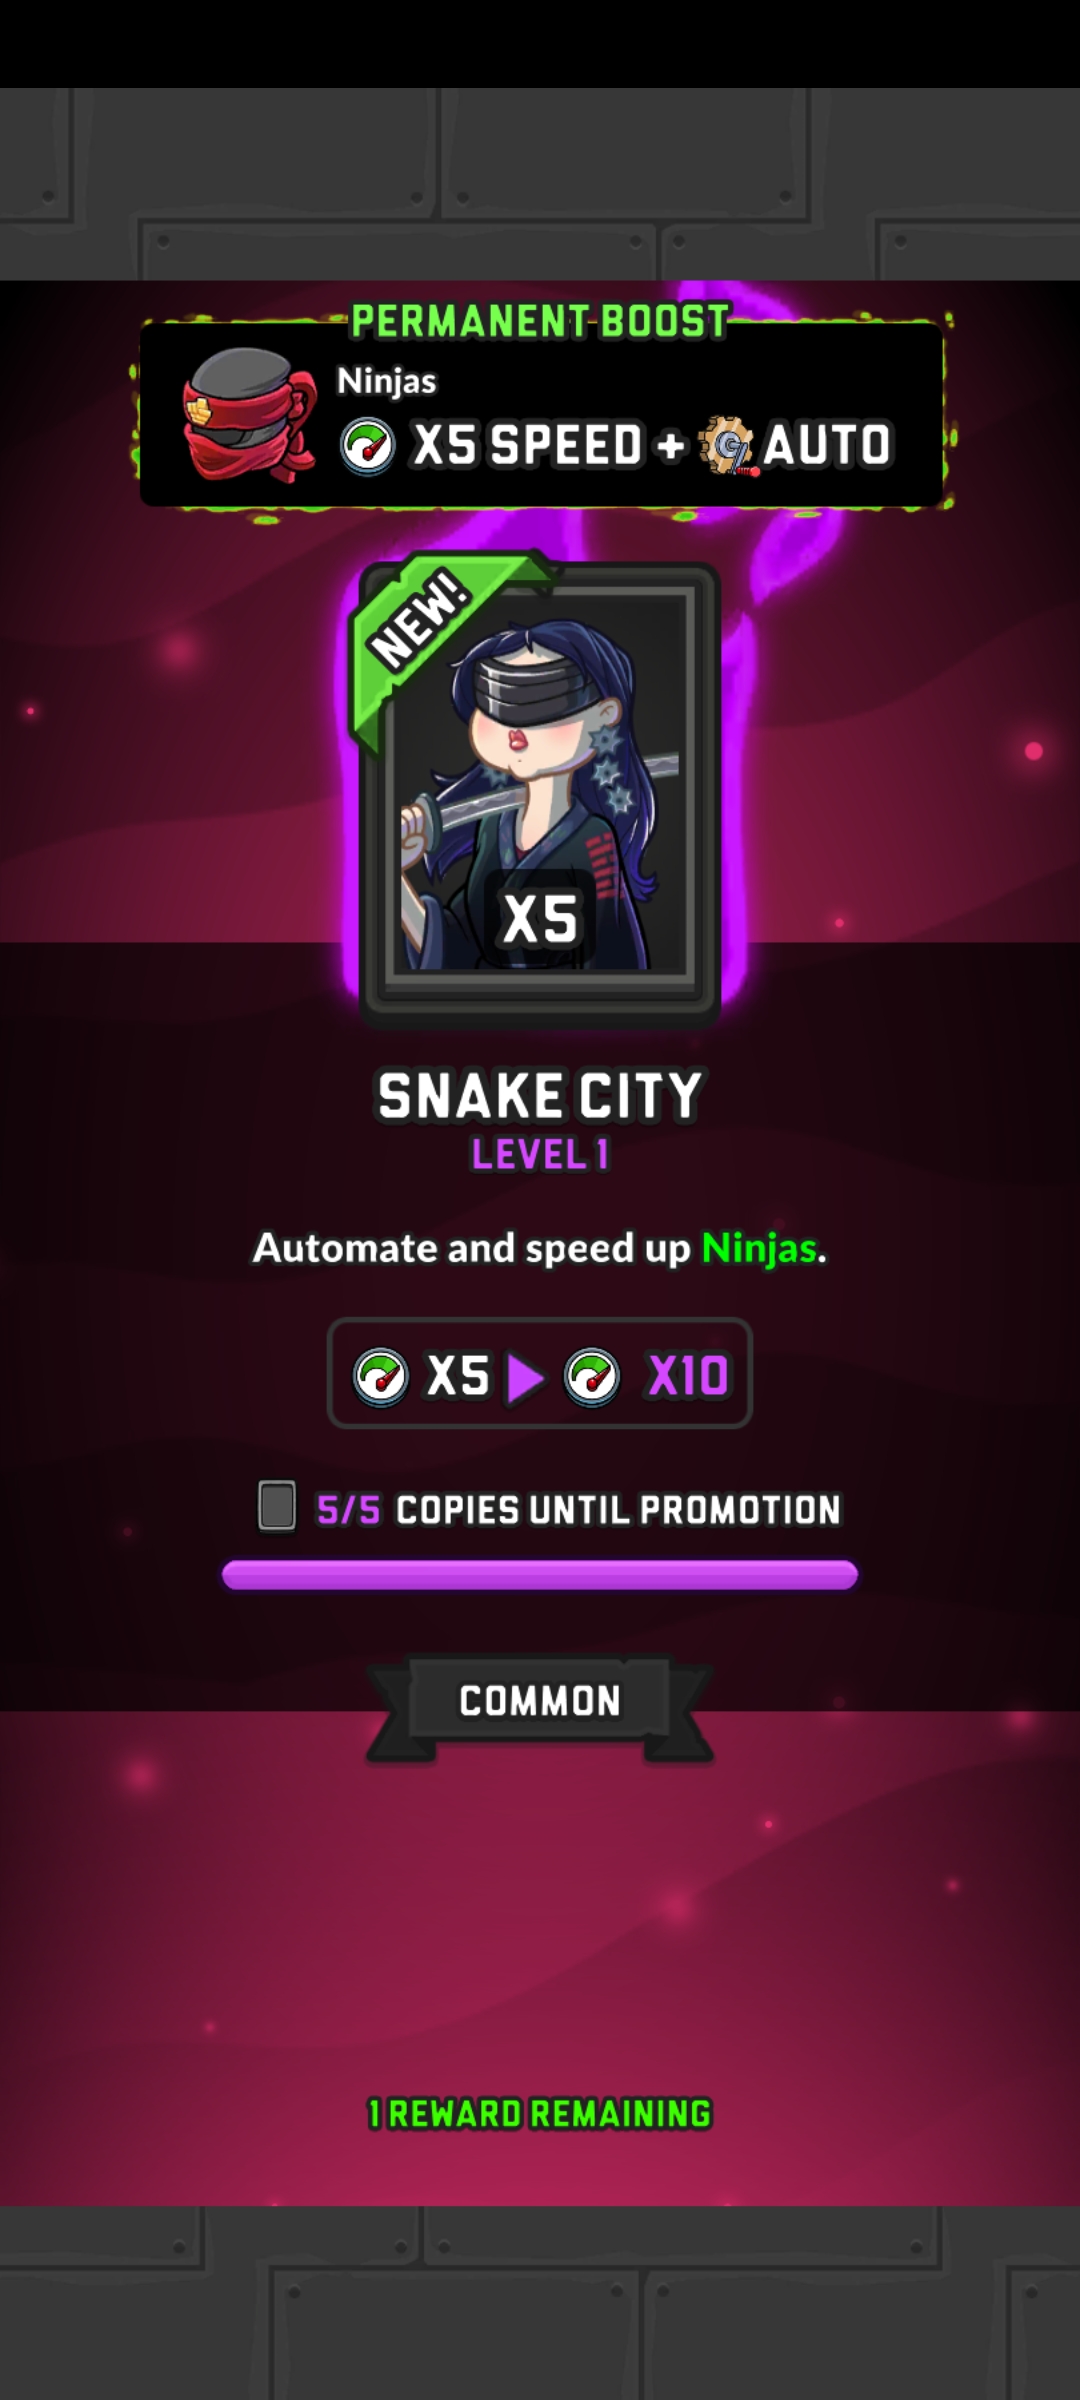 PERMANENT BOOST
Ninjas
X5 SPEED + AUTO
NEW!
X5
SNAKE CITY
LEVEL 1
Automate and speed up Ninjas.
X5 X10
5/5 COPIES UNTIL PROMOTION
COMMON
1 REWARD REMAINING